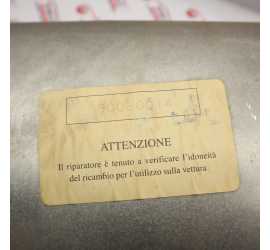 ATTENZIONE
Il riparatore è tenuto a verificare l'idoneità
del ricambio per l'utilizzo sulla vettura